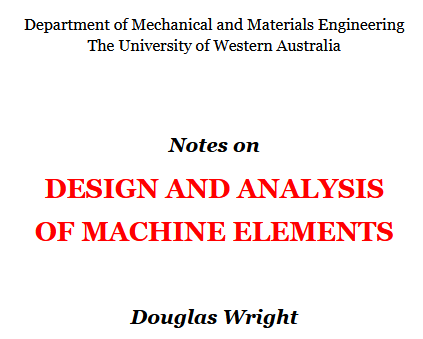 Department of Mechanical and Materials Engineering
The University of Western Australia
Notes on
DESIGN AND ANALYSIS
OF MACHINE ELEMENTS
Douglas Wright